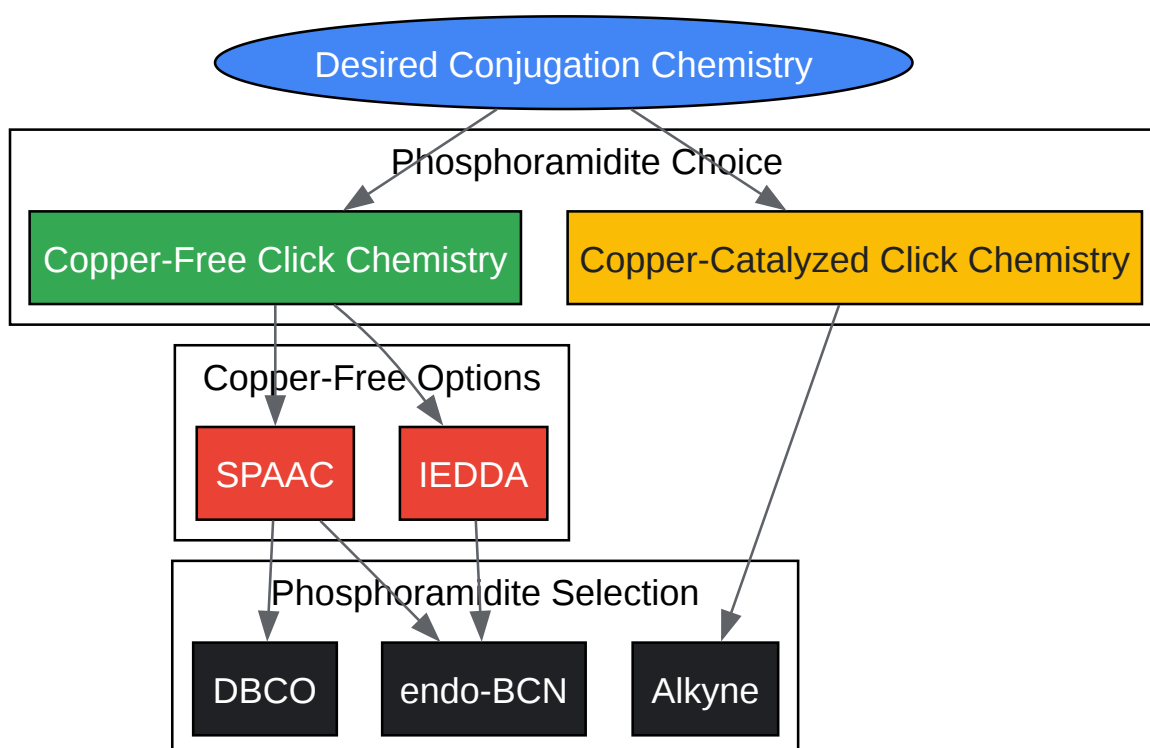 Desired Conjugation Chemistry
Phosphoramidite Choice
Copper-Free Click Chemistry
Copper-Catalyzed Click Chemistry
Copper-Free Options
SPAAC
IEDDA
Phosphoramidite Selection
DBCO
endo-BCN
Alkyne